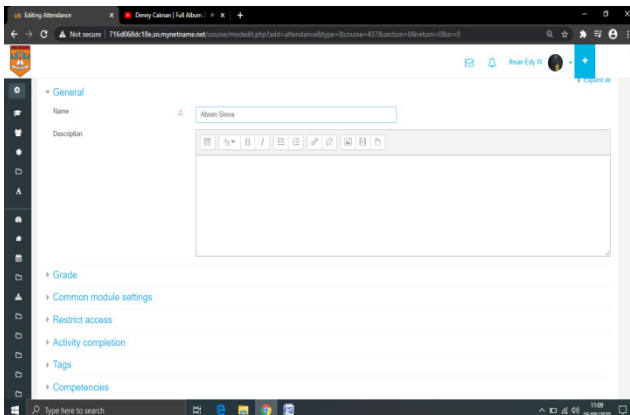 Editing Attendance x Denny Caknan [ Full Album x +
Not secure | 716d068dc18e.sn.mynetname.net/course/modedit.php?add=attendance&type=&course=437&section=0&return=0&sr=0
Ihsan Edy W
Expand all
General
Name
Absen Siswa
Description
B I
Grade
Common module settings
Restrict access
Activity completion
Tags
Competencies
Type here to search
11:09